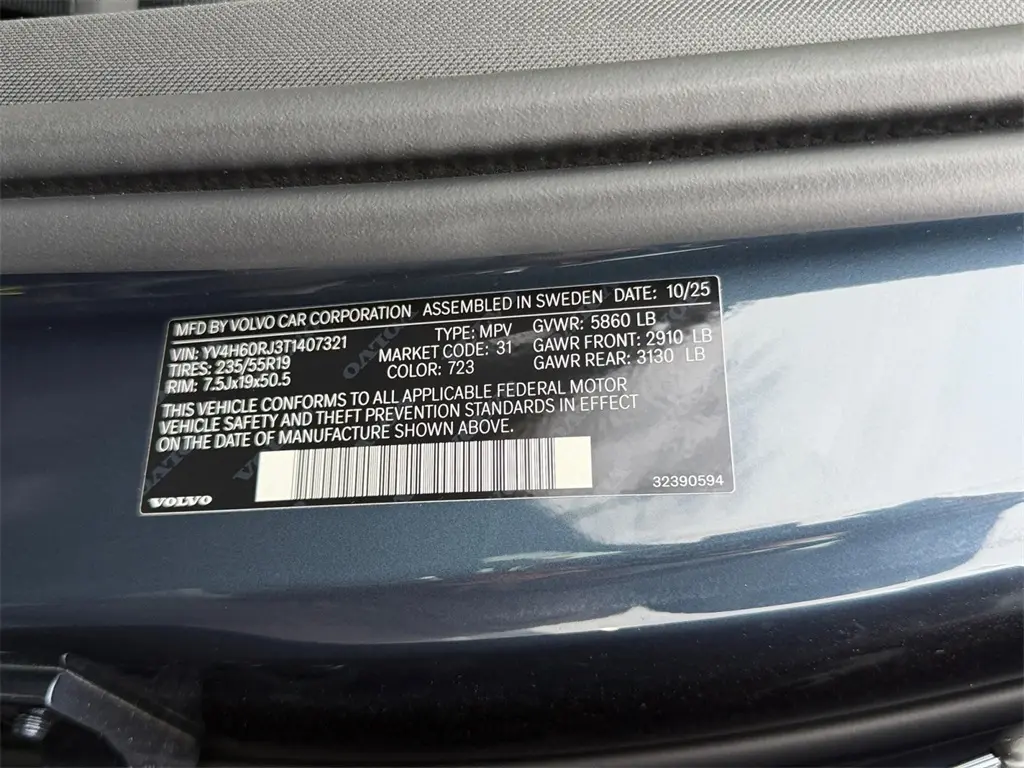 MFD BY VOLVO CAR CORPORATION ASSEMBLED IN SWEDEN DATE: 10/25
VIN: YV4H60RJ3T1407321 TYPE: MPV GVWR: 5860 LB
TIRES: 235/55R19 MARKET CODE: 31 GAWR FRONT: 2910 LB
RIM: 7.5Jx19x50.5 COLOR: 723 GAWR REAR: 3130 LB
THIS VEHICLE CONFORMS TO ALL APPLICABLE FEDERAL MOTOR
VEHICLE SAFETY AND THEFT PREVENTION STANDARDS IN EFFECT
ON THE DATE OF MANUFACTURE SHOWN ABOVE.
VOLVO 32390594